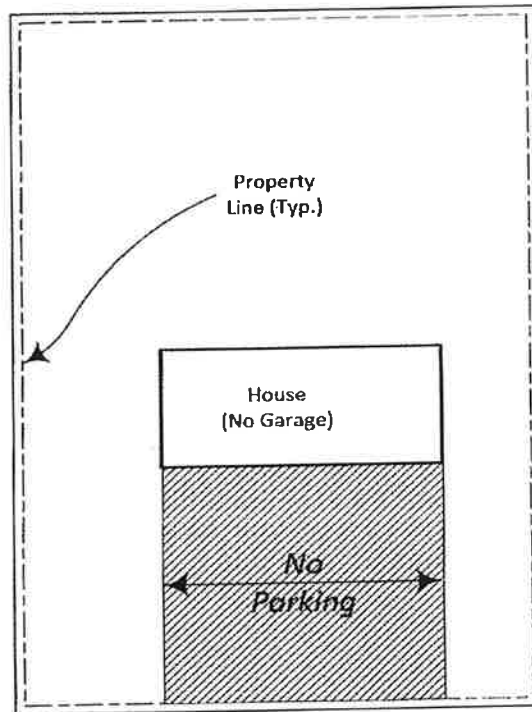 Property
Line (Typ.)
House
(No Garage)
No
Parking